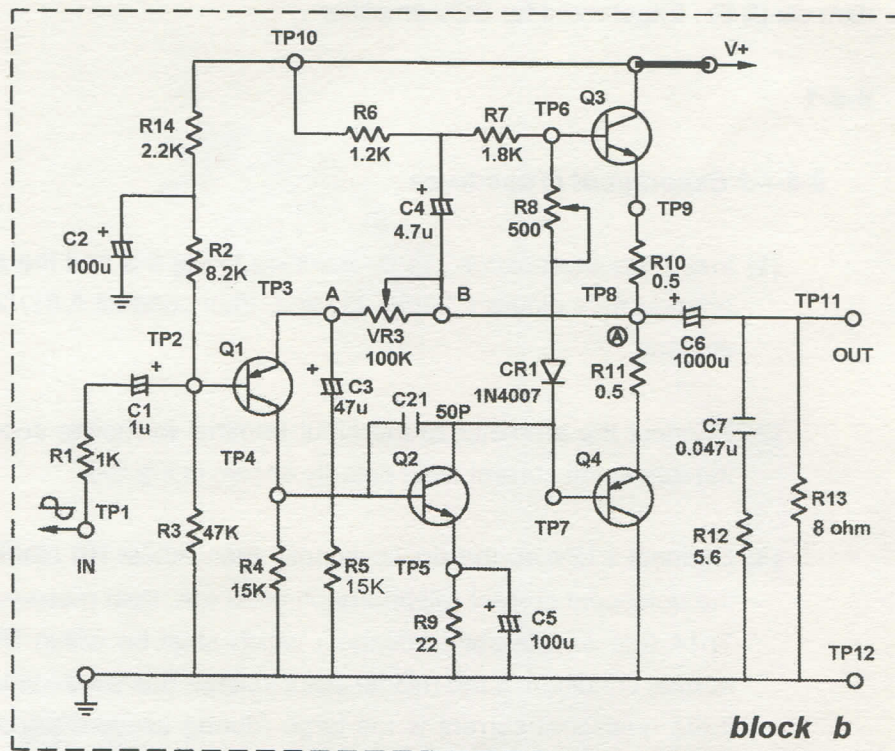 TP10
V+
R14
2.2K
R6
1.2K
R7
1.8K
TP6
Q3
C2
+
100u
R2
8.2K
C4
+
4.7u
R8
500
TP9
R10
0.5
TP3
A
B
VR3
100K
TP8
A
+
C6
1000u
TP11
OUT
TP2
Q1
C1
+
1u
R1
1K
TP1
IN
+
C3
47u
C21
50P
CR1
1N4007
R11
0.5
C7
0.047u
TP4
Q2
Q4
TP7
R3
47K
R4
15K
R5
15K
TP5
R9
22
+
C5
100u
R12
5.6
R13
8 ohm
TP12
block b